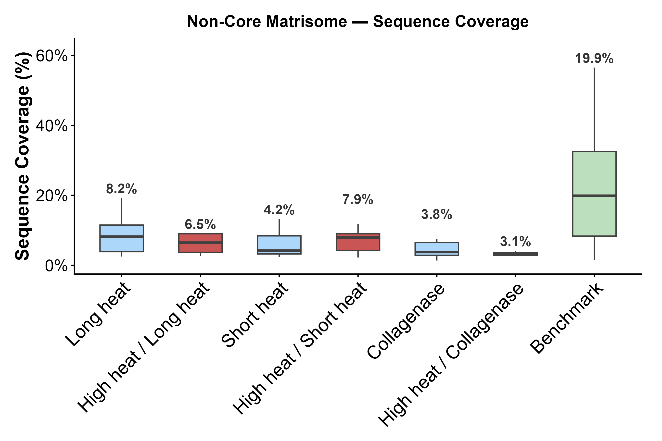 Non-Core Matrisome — Sequence Coverage
Sequence Coverage (%)
60%
40%
20%
0%
8.2%
6.5%
4.2%
7.9%
3.8%
3.1%
19.9%
Long heat
High heat / Long heat
Short heat
High heat / Short heat
Collagenase
High heat / Collagenase
Benchmark